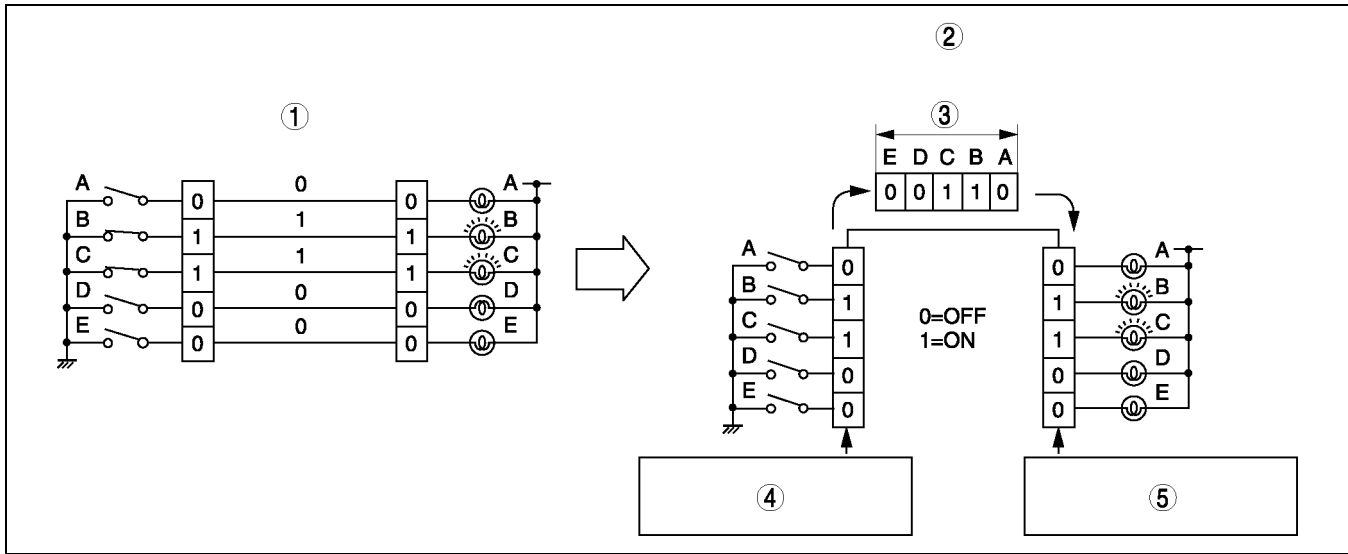 ①
A 0 0 0 A
B 1 1 1 B
C 1 1 1 C
D 0 0 0 D
E 0 0 0 E
②
③
E D C B A
0 0 1 1 0
A 0 0 A
B 1 1 B
C 1 1 C
D 0 0 D
E 0 0 E
0=OFF
1=ON
④
⑤